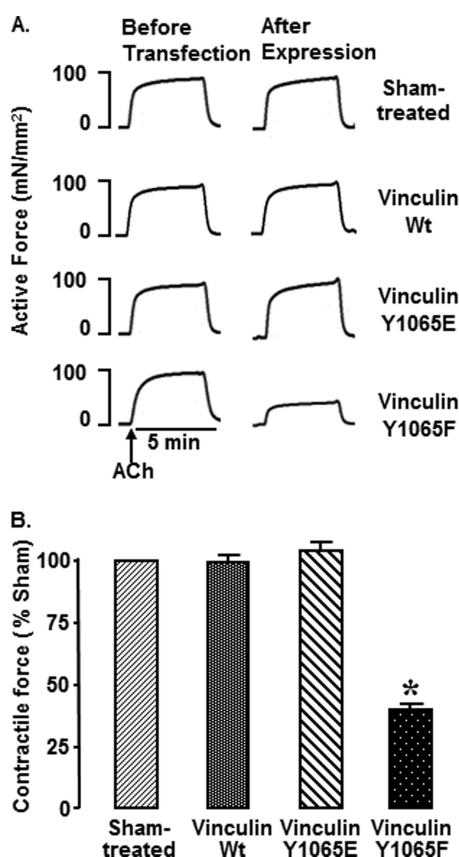 A.
Before Transfection
After Expression
Active Force (mN/mm²)
100
0
Sham-treated
100
0
Vinculin Wt
100
0
Vinculin Y1065E
100
0
Vinculin Y1065F
5 min
ACh
B.
Contractile force (% Sham)
100
75
50
25
0
*
Sham-treated
Vinculin Wt
Vinculin Y1065E
Vinculin Y1065F